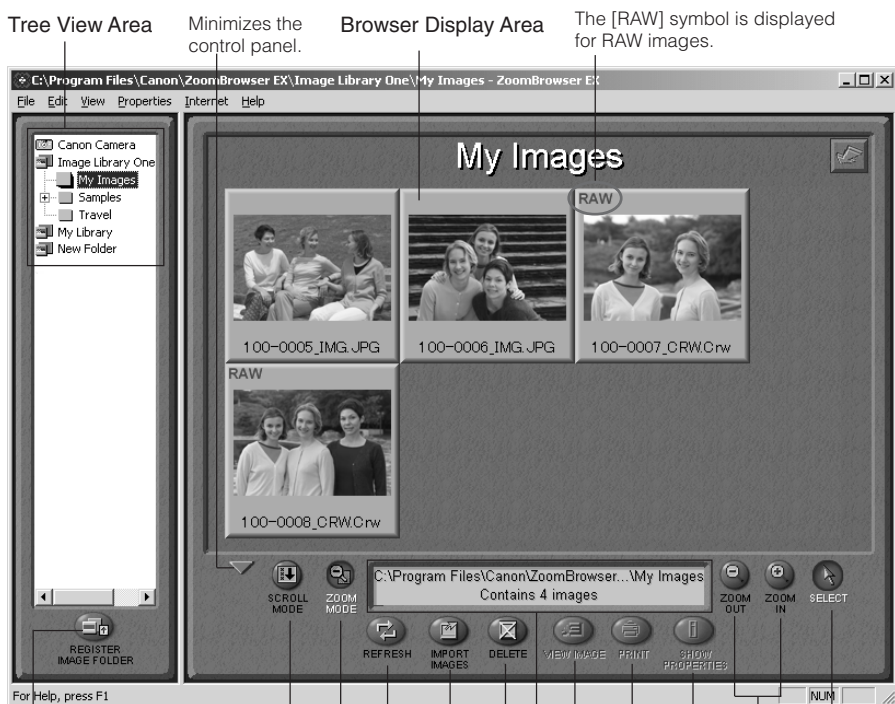 Tree View Area
Minimizes the
control panel.
Browser Display Area
The [RAW] symbol is displayed
for RAW images.
C:\Program Files\Canon\ZoomBrowser EX\Image Library One\My Images - ZoomBrowser EX
File Edit View Properties Internet Help
Canon Camera
Image Library One
My Images
Samples
Travel
My Library
New Folder
My Images
RAW
100-0005_IMG.JPG
100-0006_IMG.JPG
100-0007_CRW.Crw
RAW
100-0008_CRW.Crw
SCROLL
MODE
ZOOM
MODE
C:\Program Files\Canon\ZoomBrowser...\My Images
Contains 4 images
ZOOM
OUT
ZOOM
IN
SELECT
REGISTER
IMAGE FOLDER
REFRESH
IMPORT
IMAGES
DELETE
VIEW IMAGE
PRINT
SHOW
PROPERTIES
For Help, press F1
NUM